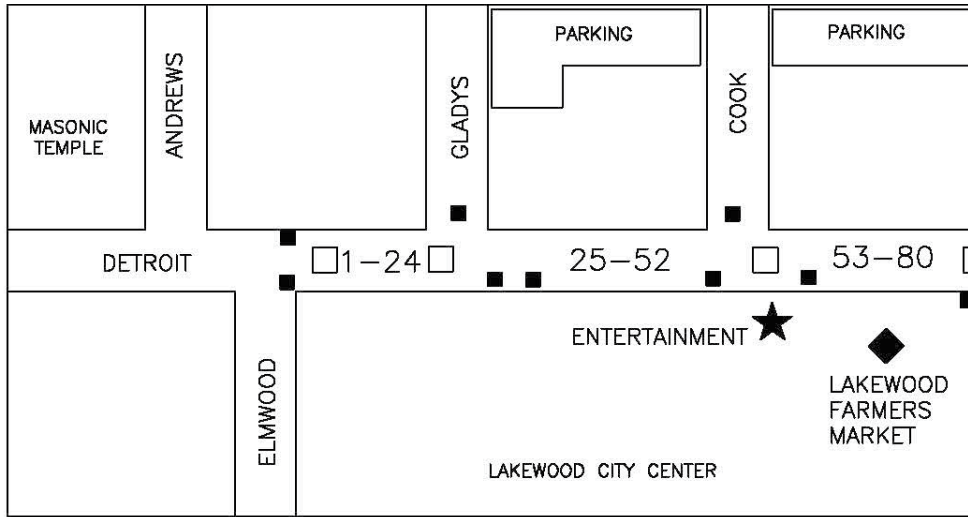 PARKING
PARKING
ANDREWS
GLADYS
COOK
MASONIC
TEMPLE
DETROIT
1-24
25-52
53-80
ENTERTAINMENT
ELMWOOD
LAKEWOOD
FARMERS
MARKET
LAKEWOOD CITY CENTER